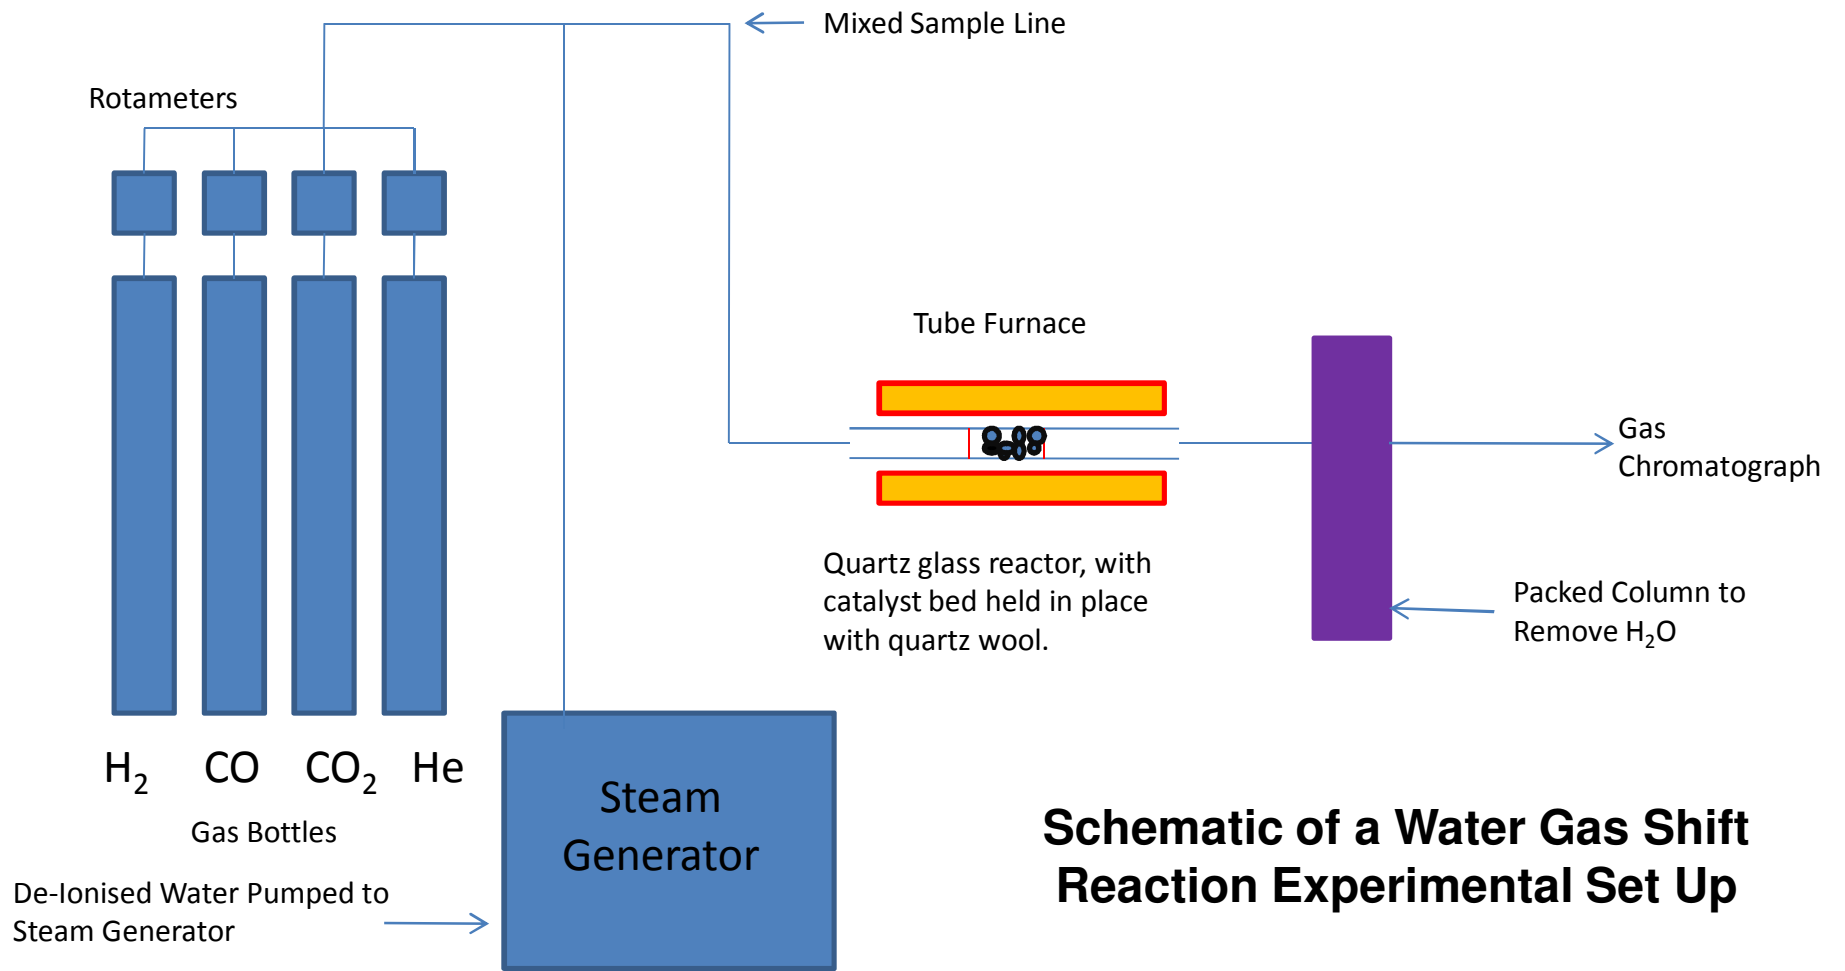 Mixed Sample Line
Rotameters
Tube Furnace
Gas
Chromatograph
Quartz glass reactor, with
catalyst bed held in place
with quartz wool.
Packed Column to
Remove H₂O
H₂ CO CO₂ He
Gas Bottles
Steam
Generator
De-Ionised Water Pumped to
Steam Generator
Schematic of a Water Gas Shift
Reaction Experimental Set Up